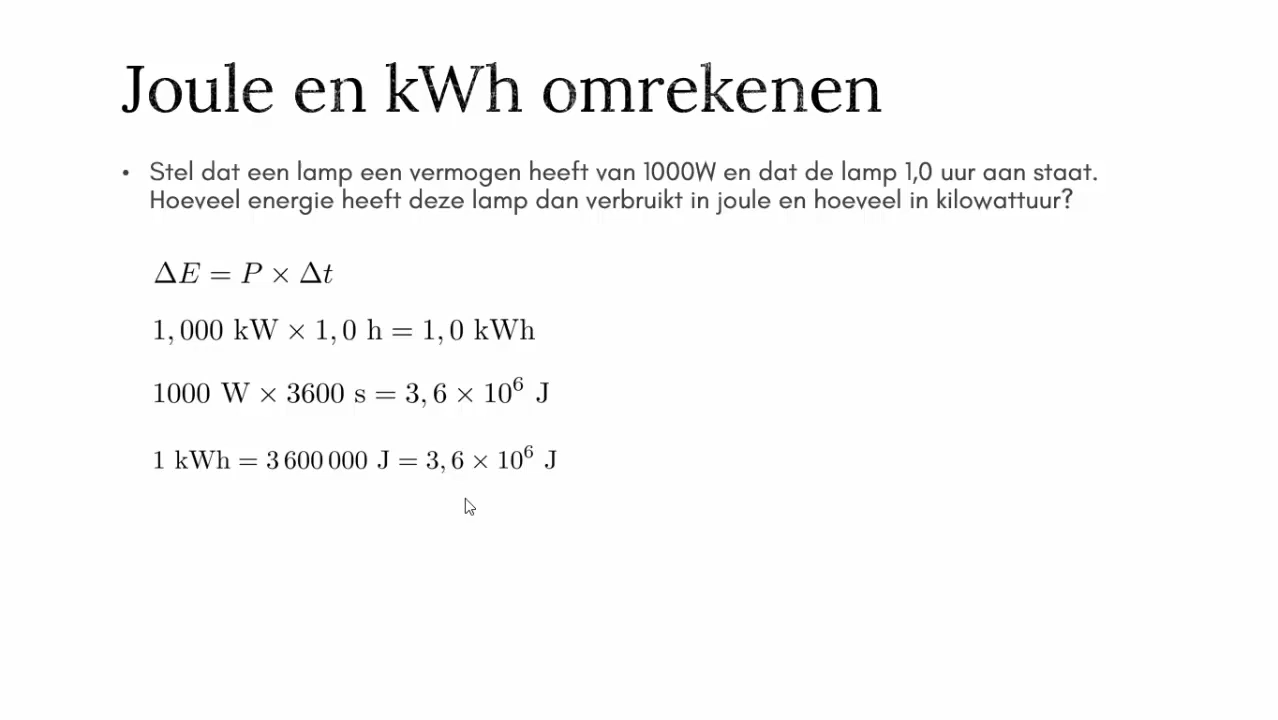 Joule en kWh omrekenen
• Stel dat een lamp een vermogen heeft van 1000W en dat de lamp 1,0 uur aan staat.
Hoeveel energie heeft deze lamp dan verbruikt in joule en hoeveel in kilowattuur?
ΔE = P × Δt
1,000 kW × 1,0 h = 1,0 kWh
1000 W × 3600 s = 3,6 × 10⁶ J
1 kWh = 3 600 000 J = 3,6 × 10⁶ J